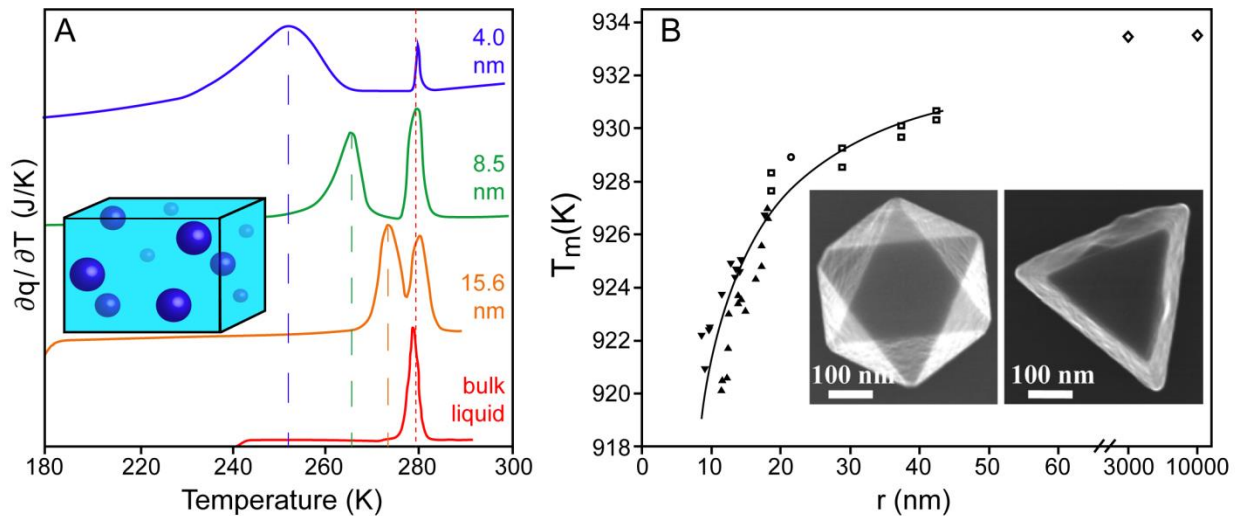 A
4.0
nm
8.5
nm
15.6
nm
bulk
liquid
∂q/∂T (J/K)
180 220 240 260 280 300
Temperature (K)
B
934
932
930
928
926
924
922
920
918
Tm(K)
100 nm
100 nm
0 10 20 30 40 50 60 3000 10000
r (nm)